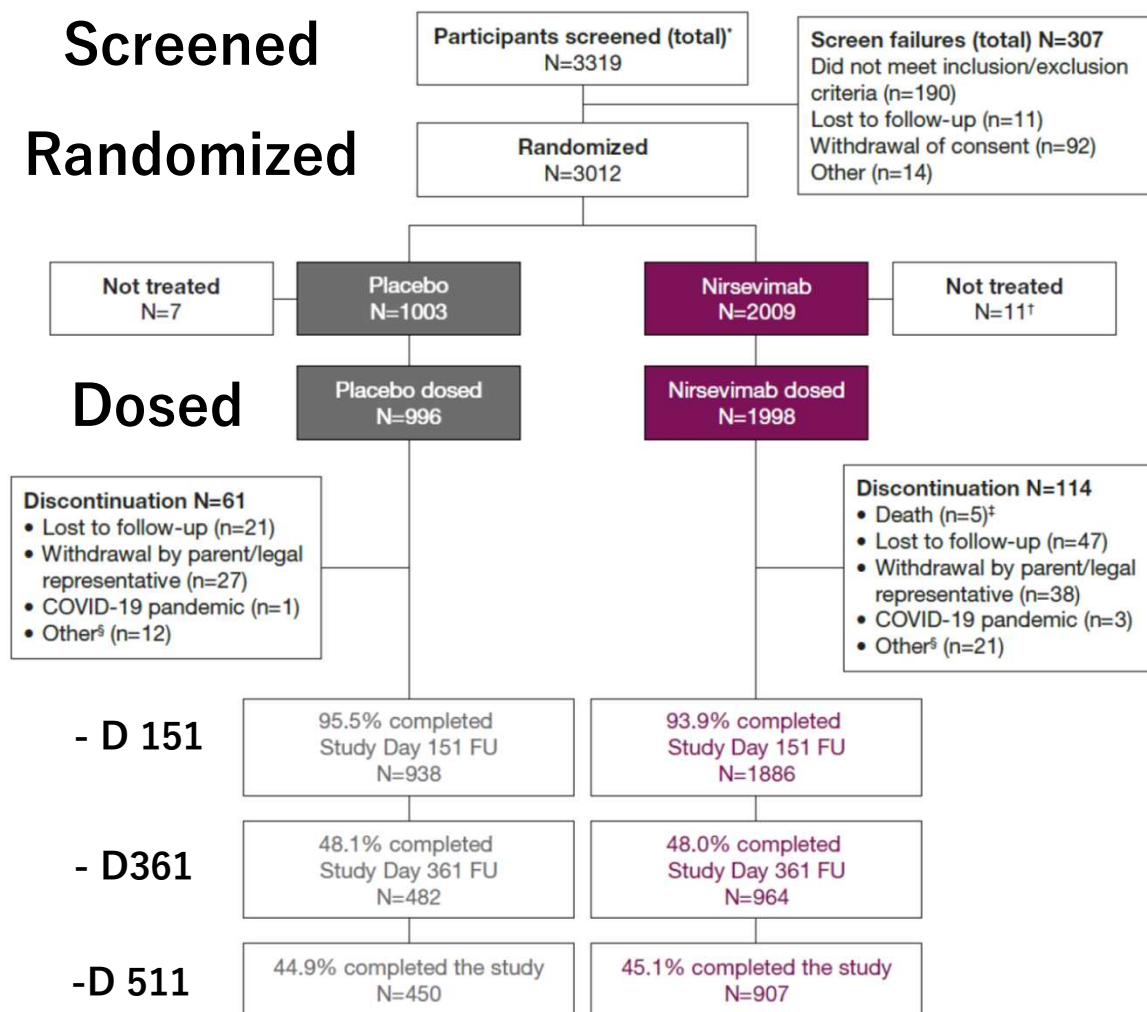 Screened
Participants screened (total)*
N=3319
Screen failures (total) N=307
Did not meet inclusion/exclusion
criteria (n=190)
Lost to follow-up (n=11)
Withdrawal of consent (n=92)
Other (n=14)
Randomized
Randomized
N=3012
Not treated
N=7
Placebo
N=1003
Nirsevimab
N=2009
Not treated
N=11†
Dosed
Placebo dosed
N=996
Nirsevimab dosed
N=1998
Discontinuation N=61
• Lost to follow-up (n=21)
• Withdrawal by parent/legal
representative (n=27)
• COVID-19 pandemic (n=1)
• Other§ (n=12)
Discontinuation N=114
• Death (n=5)‡
• Lost to follow-up (n=47)
• Withdrawal by parent/legal
representative (n=38)
• COVID-19 pandemic (n=3)
• Other§ (n=21)
- D 151
95.5% completed
Study Day 151 FU
N=938
93.9% completed
Study Day 151 FU
N=1886
- D361
48.1% completed
Study Day 361 FU
N=482
48.0% completed
Study Day 361 FU
N=964
-D 511
44.9% completed the study
N=450
45.1% completed the study
N=907